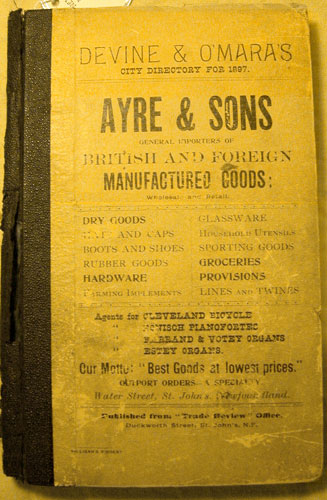 DEVINE & O'MARA'S
CITY DIRECTORY FOR 1897.
AYRE & SONS
GENERAL IMPORTERS OF
BRITISH AND FOREIGN
MANUFACTURED GOODS:
Wholesale and Retail.
DRY GOODS
HATS AND CAPS
BOOTS AND SHOES
RUBBER GOODS
HARDWARE
FARMING IMPLEMENTS
GLASSWARE
HOUSEHOLD UTENSILS
SPORTING GOODS
GROCERIES
PROVISIONS
LINES AND TWINES
Agents for CLEVELAND BICYCLE
" KONISCH PIANOFORTES
" FARRAND & VOTEY ORGANS
" ESTEY ORGANS.
Our Motto: "Best Goods at lowest prices."
OUTPORT ORDERS A SPECIALTY
Water Street, St. John's, Newfoundland.
Published from "Trade Review" Office,
Duckworth Street, St. John's, N.F.